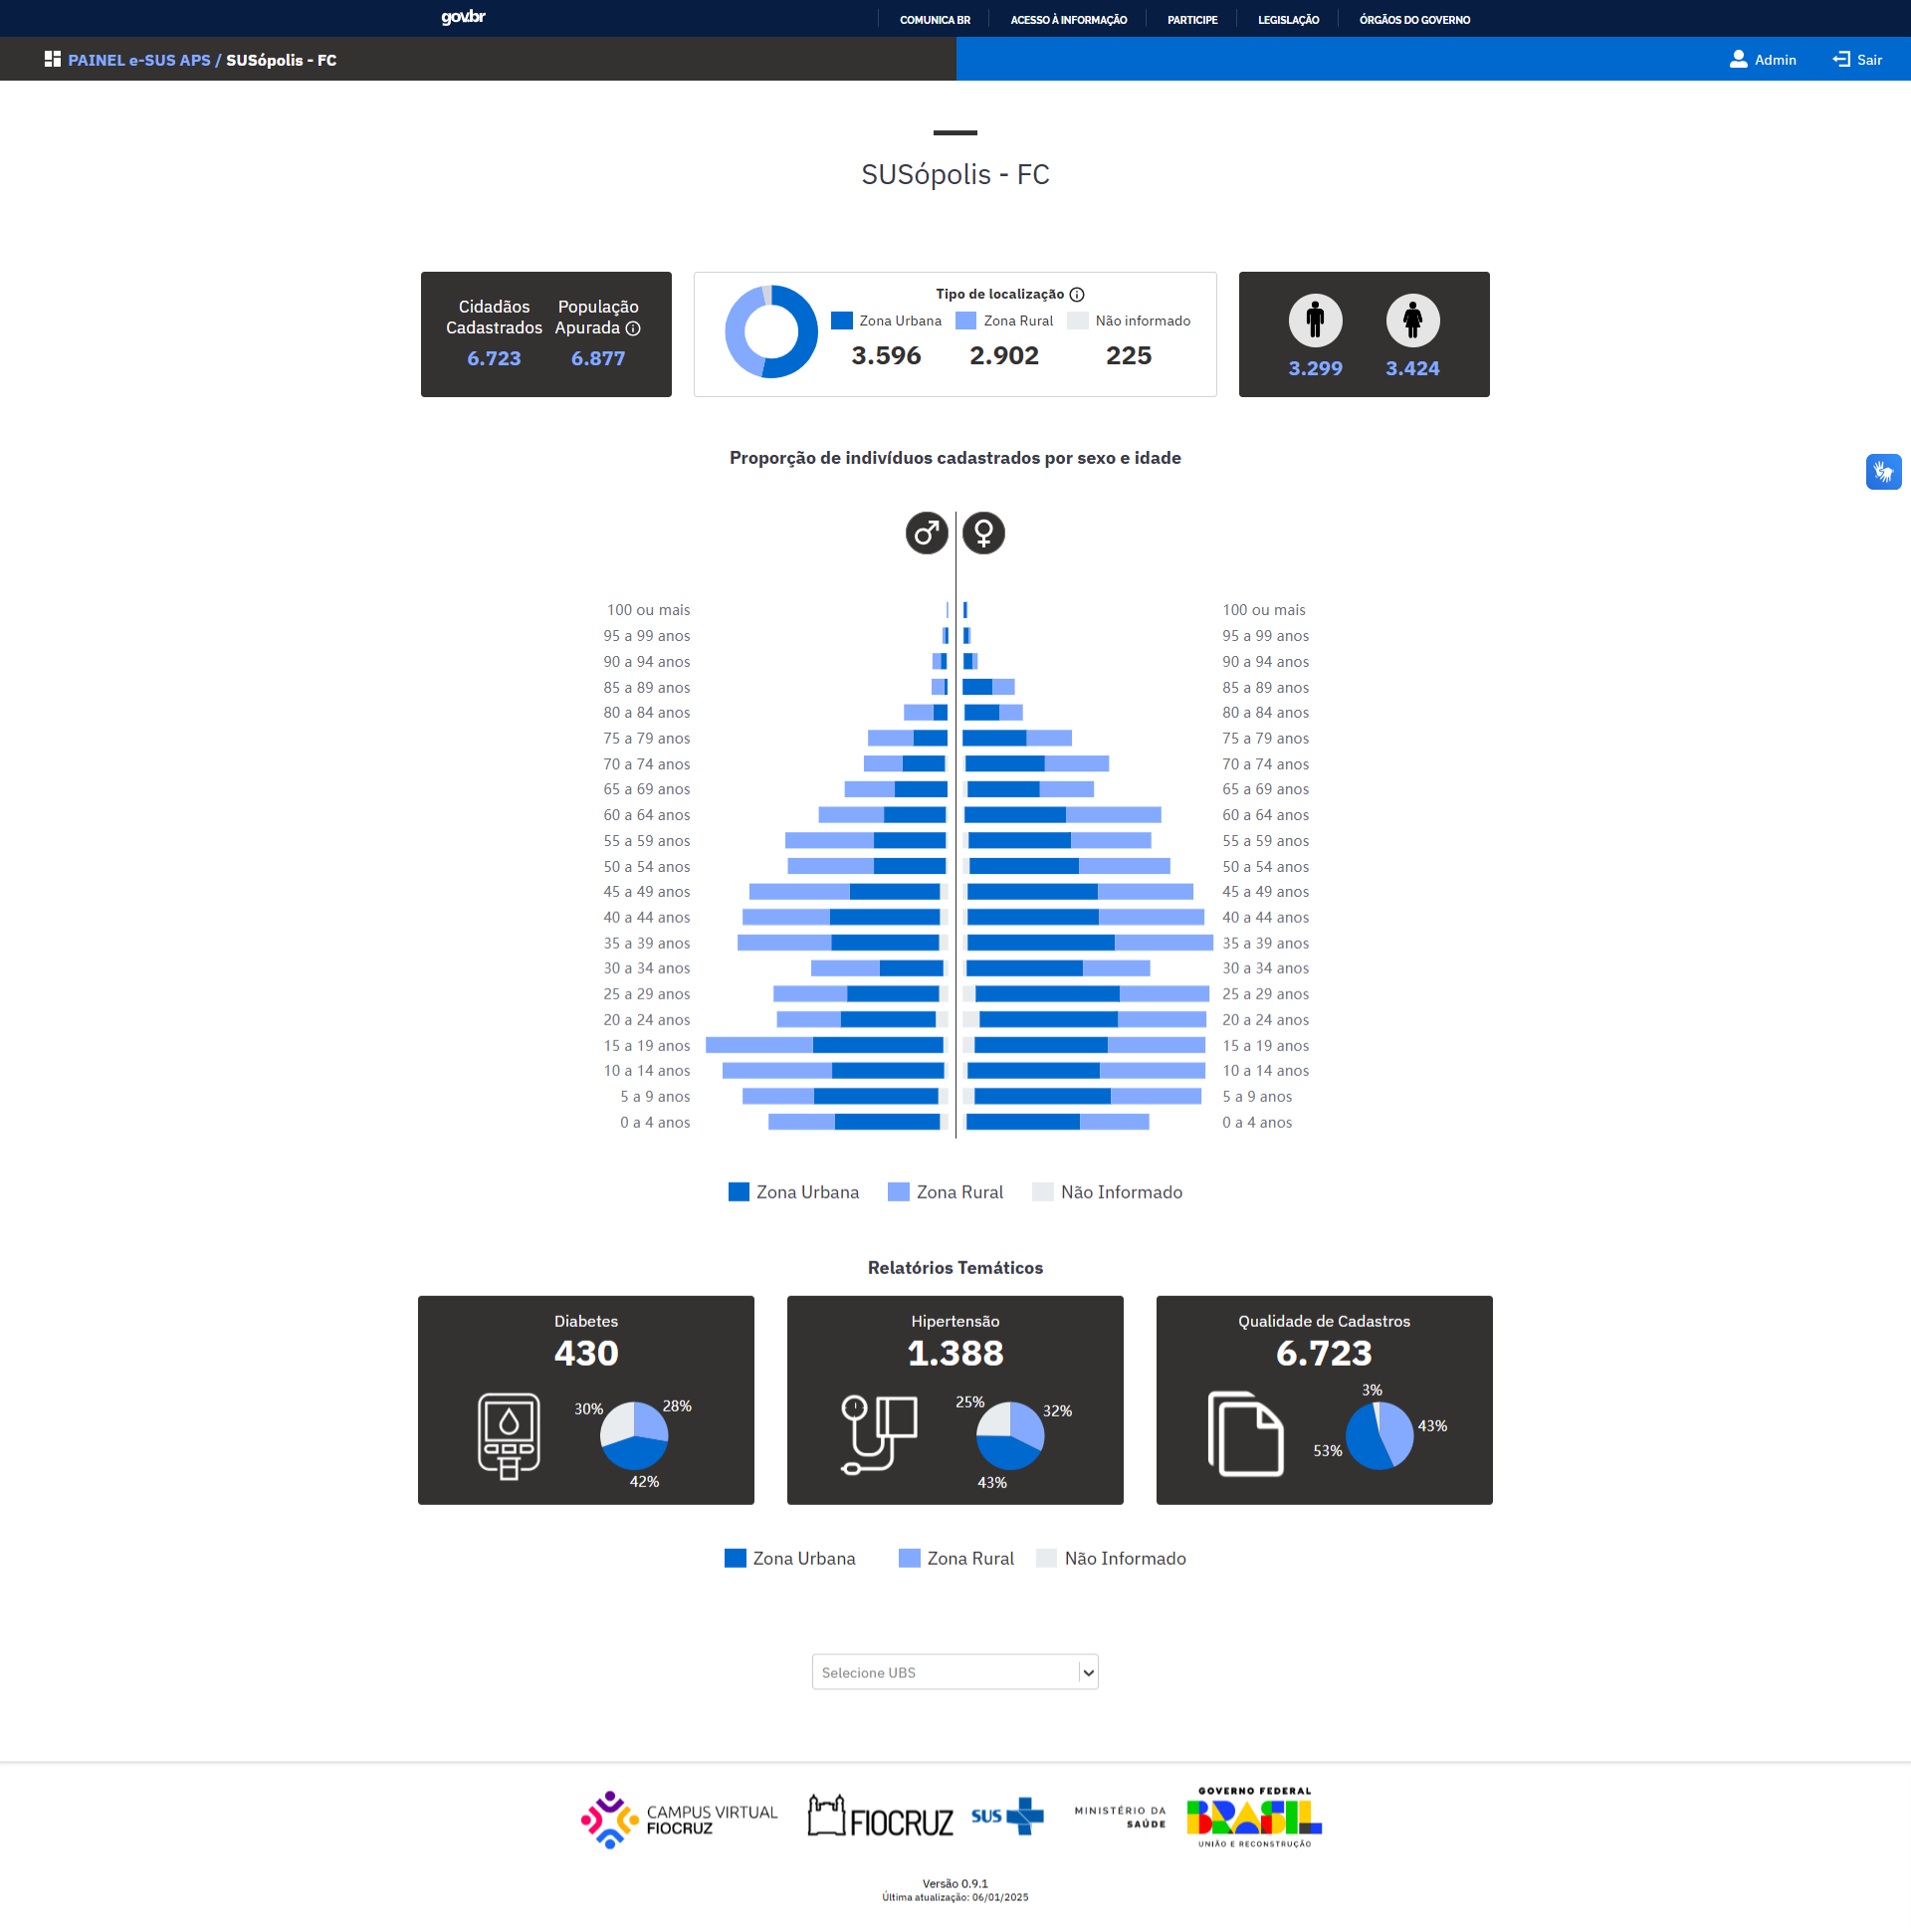 gov.br
COMUNICA BR
ACESSO À INFORMAÇÃO
PARTICIPE
LEGISLAÇÃO
ÓRGÃOS DO GOVERNO
PAINEL e-SUS APS / SUSópolis - FC
Admin
Sair
SUSópolis - FC
Cidadãos Cadastrados
6.723
População Apurada
6.877
Tipo de localização
Zona Urbana
Zona Rural
Não informado
3.596
2.902
225
3.299
3.424
Proporção de indivíduos cadastrados por sexo e idade
100 ou mais 100 ou mais
95 a 99 anos 95 a 99 anos
90 a 94 anos 90 a 94 anos
85 a 89 anos 85 a 89 anos
80 a 84 anos 80 a 84 anos
75 a 79 anos 75 a 79 anos
70 a 74 anos 70 a 74 anos
65 a 69 anos 65 a 69 anos
60 a 64 anos 60 a 64 anos
55 a 59 anos 55 a 59 anos
50 a 54 anos 50 a 54 anos
45 a 49 anos 45 a 49 anos
40 a 44 anos 40 a 44 anos
35 a 39 anos 35 a 39 anos
30 a 34 anos 30 a 34 anos
25 a 29 anos 25 a 29 anos
20 a 24 anos 20 a 24 anos
15 a 19 anos 15 a 19 anos
10 a 14 anos 10 a 14 anos
5 a 9 anos 5 a 9 anos
0 a 4 anos 0 a 4 anos
Zona Urbana
Zona Rural
Não Informado
Relatórios Temáticos
Diabetes
430
30%
28%
42%
Hipertensão
1.388
25%
32%
43%
Qualidade de Cadastros
6.723
3%
43%
53%
Zona Urbana
Zona Rural
Não Informado
Selecione UBS
CAMPUS VIRTUAL
FIOCRUZ
FIOCRUZ
SUS
MINISTÉRIO DA
SAÚDE
GOVERNO FEDERAL
BRASIL
UNIÃO E RECONSTRUÇÃO
Versão 0.9.1
Última atualização: 06/01/2025